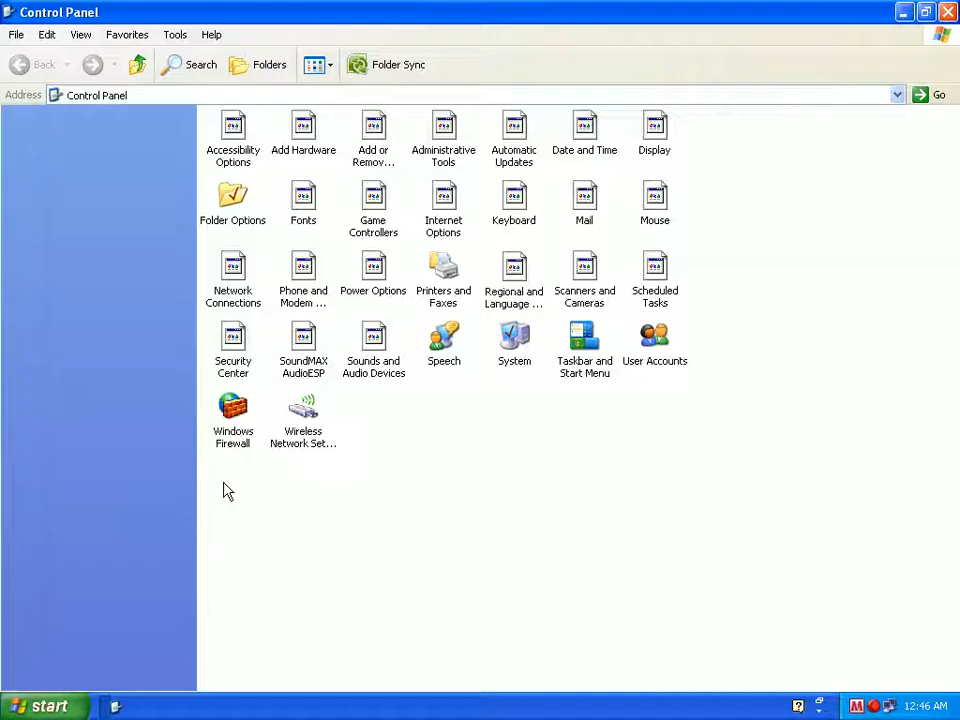 Control Panel
File Edit View Favorites Tools Help
Back Search Folders Folder Sync
Address Control Panel Go
Accessibility Options
Add Hardware
Add or Remov...
Administrative Tools
Automatic Updates
Date and Time
Display
Folder Options
Fonts
Game Controllers
Internet Options
Keyboard
Mail
Mouse
Network Connections
Phone and Modem ...
Power Options
Printers and Faxes
Regional and Language ...
Scanners and Cameras
Scheduled Tasks
Security Center
SoundMAX AudioESP
Sounds and Audio Devices
Speech
System
Taskbar and Start Menu
User Accounts
Windows Firewall
Wireless Network Set...
start ? M 12:46 AM